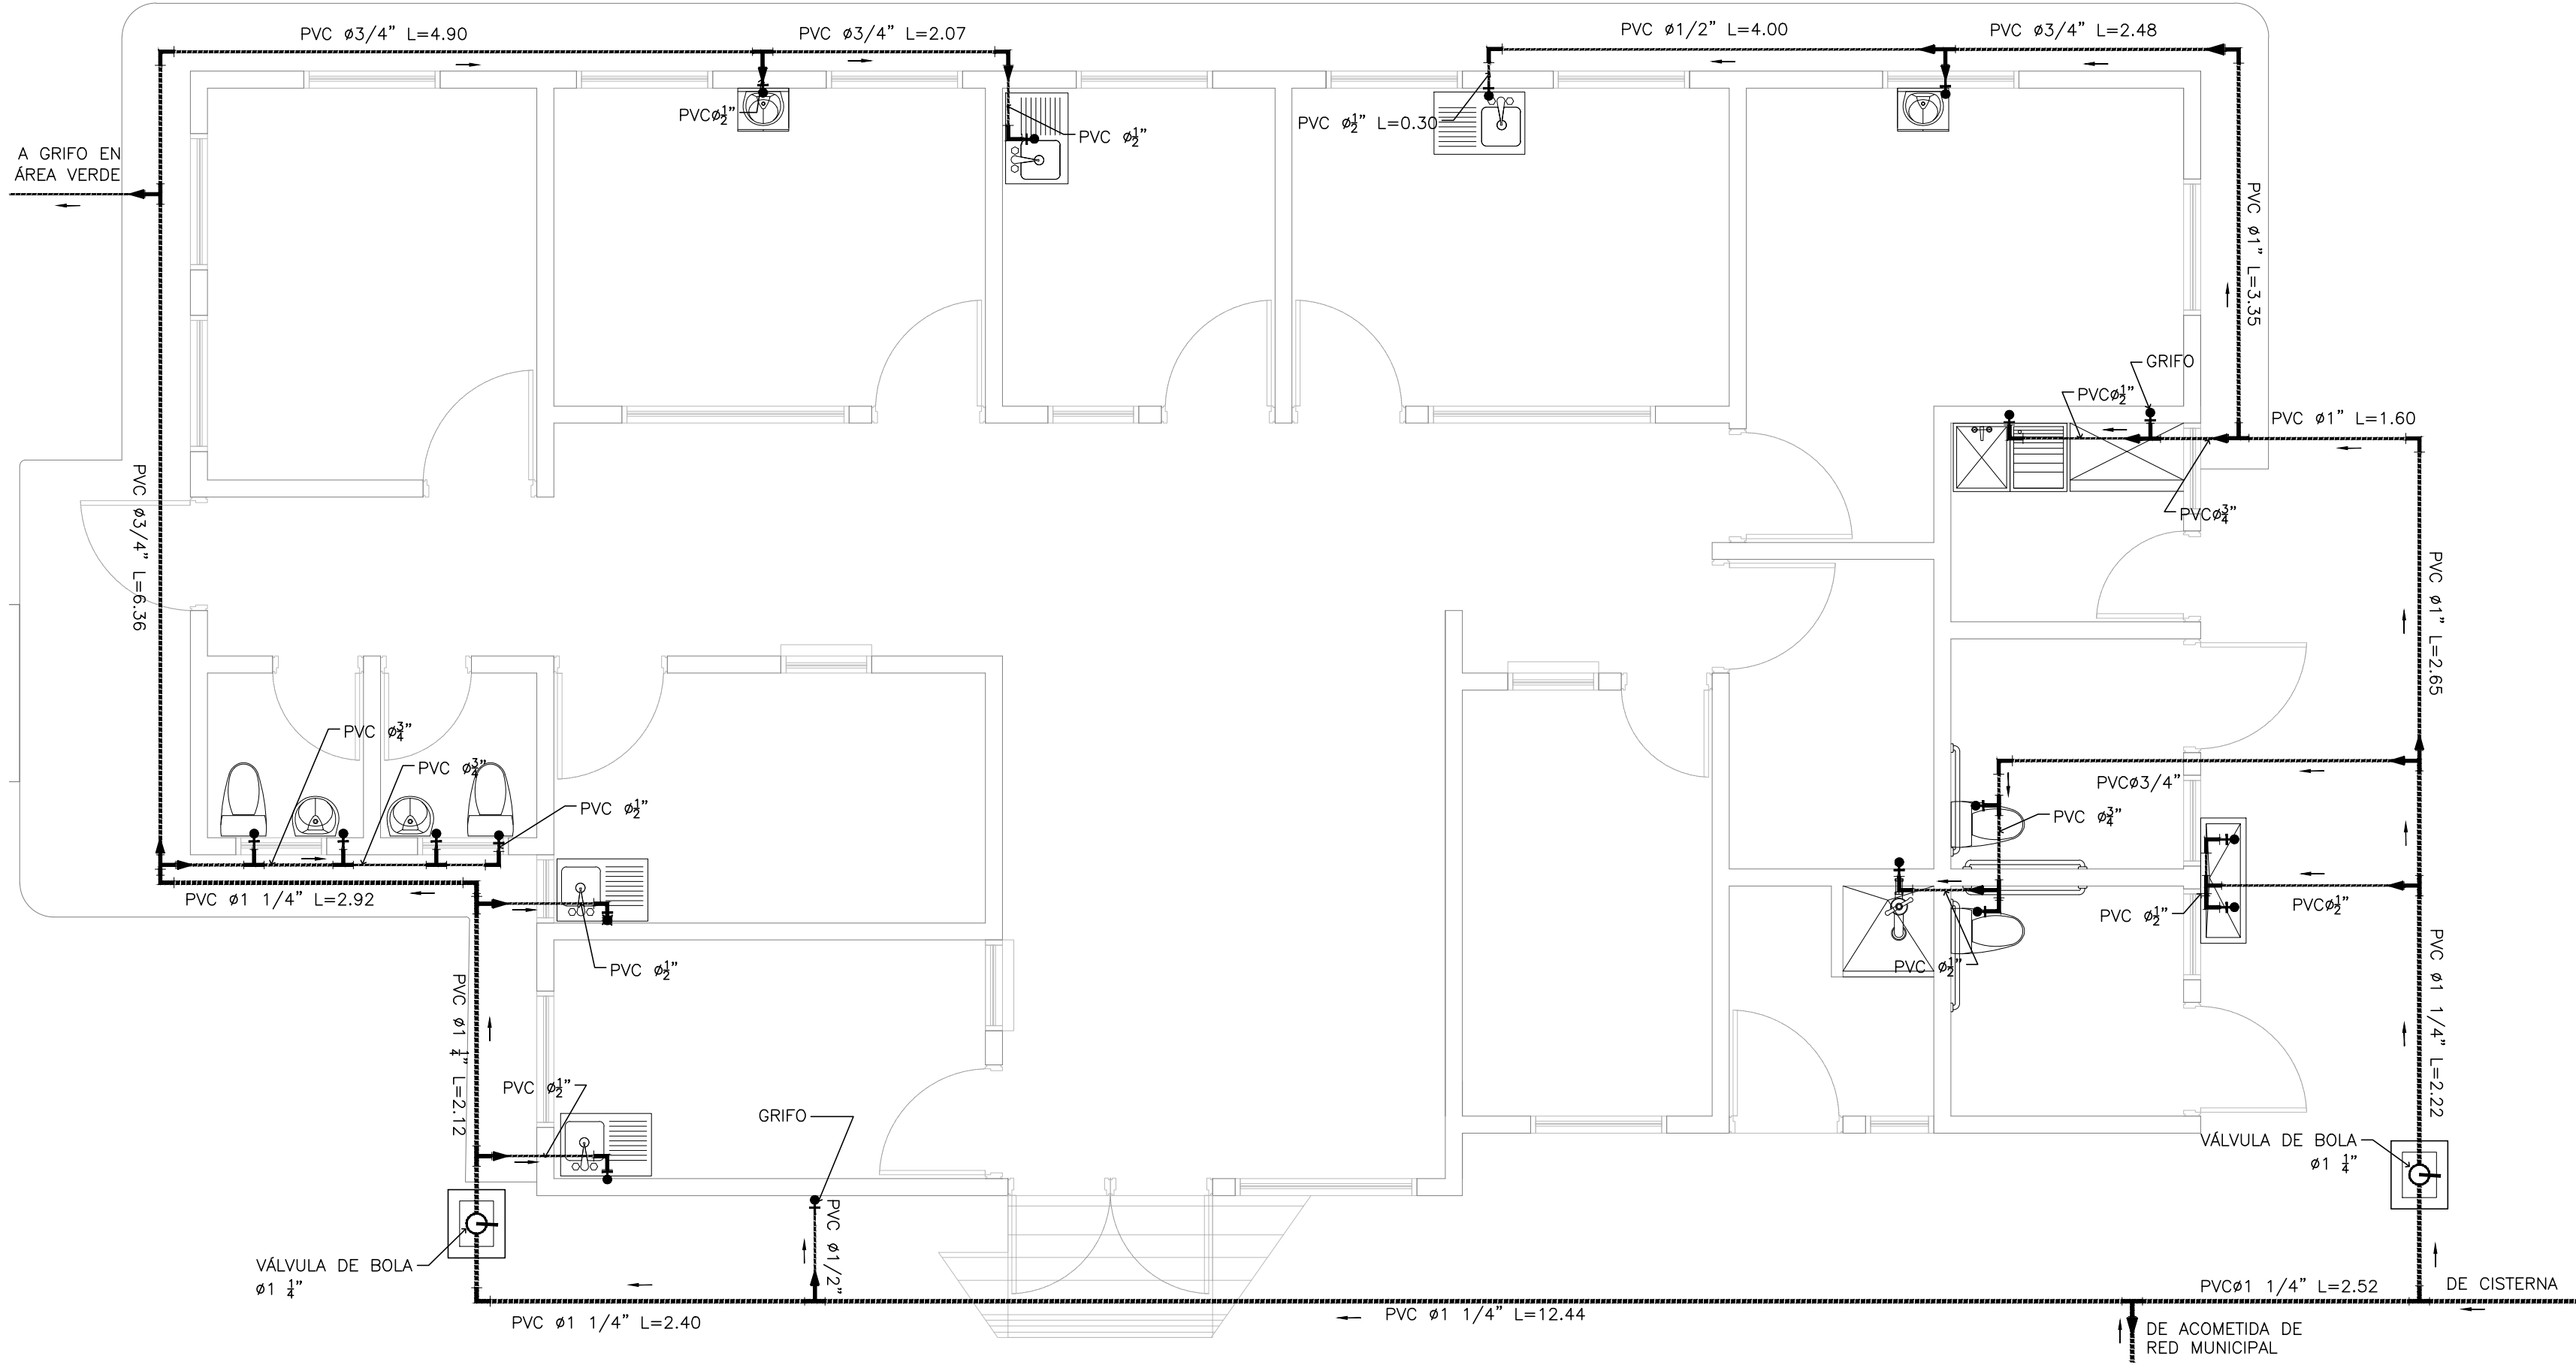 PVC ø3/4" L=4.90
PVC ø3/4" L=2.07
PVC ø1/2" L=4.00
PVC ø3/4" L=2.48
PVCø½"
PVC ø½"
PVC ø½" L=0.30
A GRIFO EN
ÁREA VERDE
PVC ø1" L=3.35
GRIFO
PVCø½"
PVC ø1" L=1.60
PVCø¾"
PVC ø3/4" L=6.36
PVC ø1" L=2.65
PVC ø¾"
PVC ø¾"
PVC ø½"
PVCø3/4"
PVC ø¾"
PVC ø1 1/4" L=2.92
PVC ø½"
PVCø½"
PVC ø½"
PVC ø½"
PVC ø1 ¼" L=2.12
PVC ø1 1/4" L=2.22
PVC ø½"
GRIFO
VÁLVULA DE BOLA
ø1 ¼"
PVC ø1/2"
VÁLVULA DE BOLA
ø1 ¼"
PVCø1 1/4" L=2.52
DE CISTERNA
PVC ø1 1/4" L=2.40
PVC ø1 1/4" L=12.44
DE ACOMETIDA DE
RED MUNICIPAL